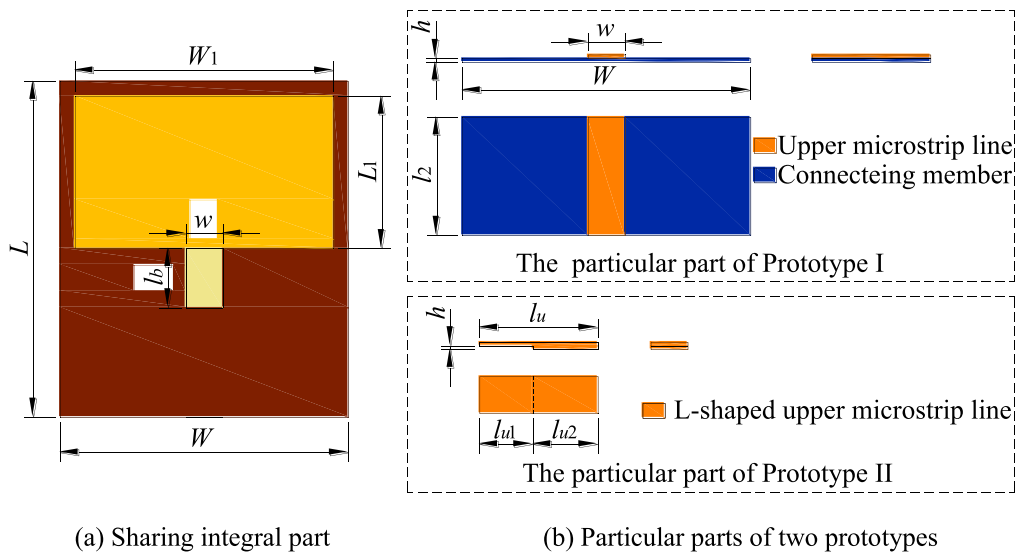 W1
L
L1
w
lb
W
(a) Sharing integral part
h
w
W
l2
Upper microstrip line
Connecteing member
The particular part of Prototype I
h
lu
L-shaped upper microstrip line
lu1 lu2
The particular part of Prototype II
(b) Particular parts of two prototypes